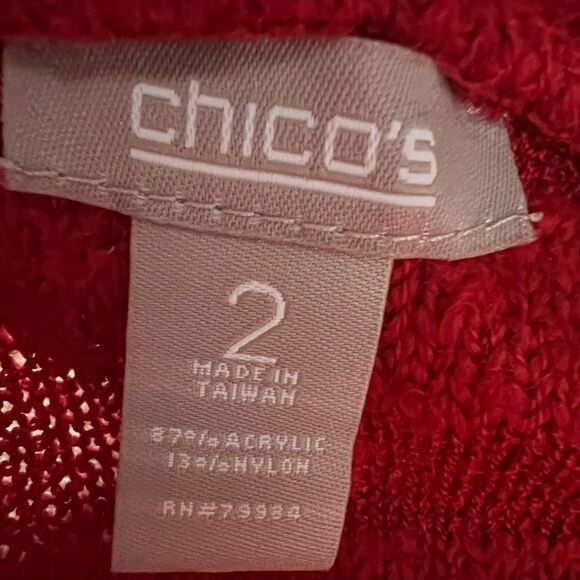 chico's
2
MADE IN
TAIWAN
87% ACRYLIC
13% NYLON
RN#79984